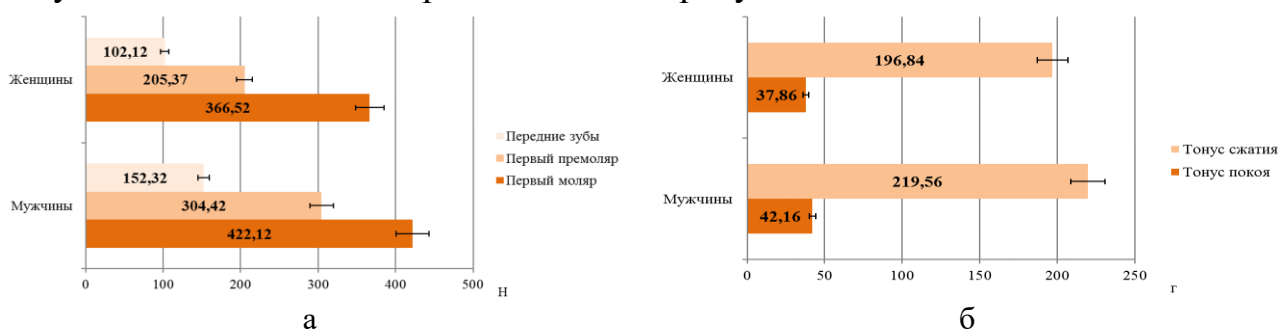 102,12
Женщины
205,37
366,52
Передние зубы
Первый премоляр
Первый моляр
152,32
Мужчины
304,42
422,12
0 100 200 300 400 500
Н
а
196,84
Женщины
37,86
Тонус сжатия
Тонус покоя
219,56
Мужчины
42,16
0 50 100 150 200 250
г
б